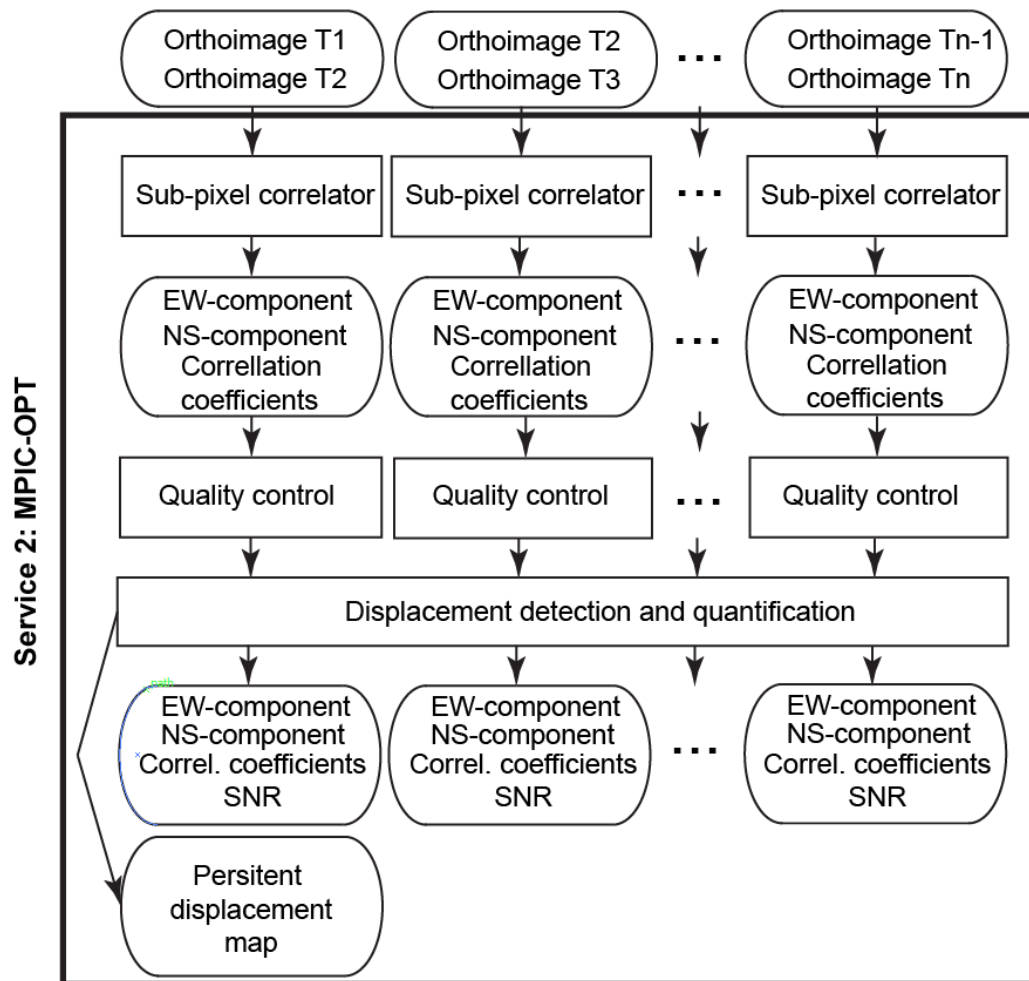 Orthoimage T1
Orthoimage T2
Orthoimage T2
Orthoimage T3
...
Orthoimage Tn-1
Orthoimage Tn
Service 2: MPIC-OPT
Sub-pixel correlator
Sub-pixel correlator
...
Sub-pixel correlator
EW-component
NS-component
Correllation
coefficients
EW-component
NS-component
Correllation
coefficients
...
EW-component
NS-component
Correllation
coefficients
Quality control
Quality control
...
Quality control
Displacement detection and quantification
path
EW-component
NS-component
Correl. coefficients
SNR
EW-component
NS-component
Correl. coefficients
SNR
...
EW-component
NS-component
Correl. coefficients
SNR
Persitent
displacement
map